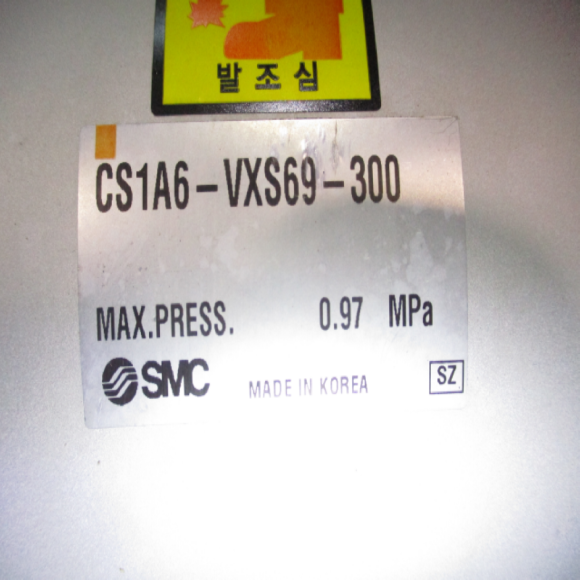 발조심
CS1A6-VXS69-300
MAX.PRESS. 0.97 MPa
SMC MADE IN KOREA SZ